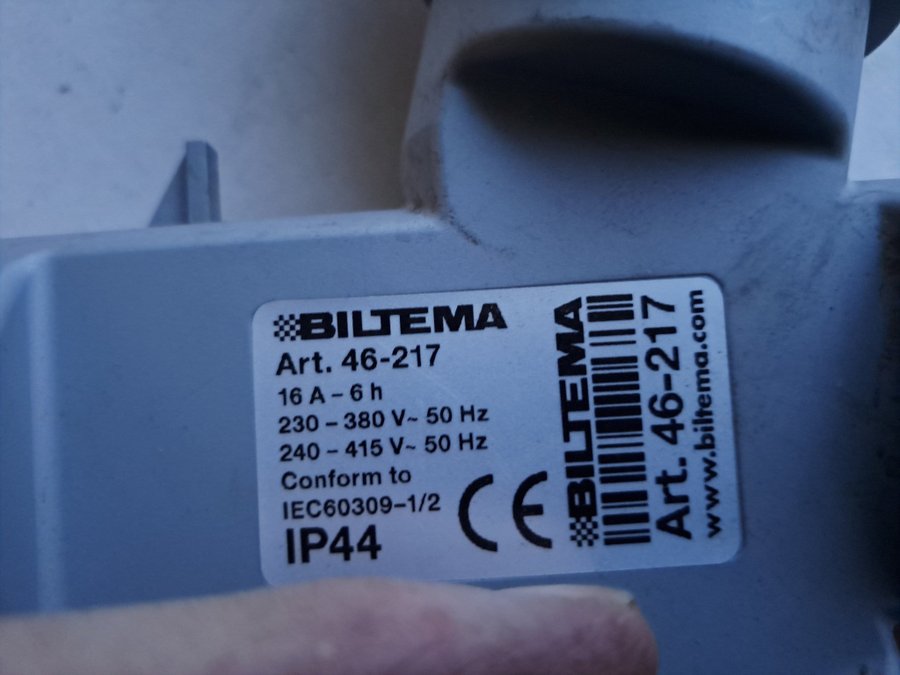 BILTEMA
Art. 46-217
16 A – 6 h
230 – 380 V~ 50 Hz
240 – 415 V~ 50 Hz
Conform to
IEC60309–1/2
IP44
CE
BILTEMA
Art. 46-217
www.biltema.com